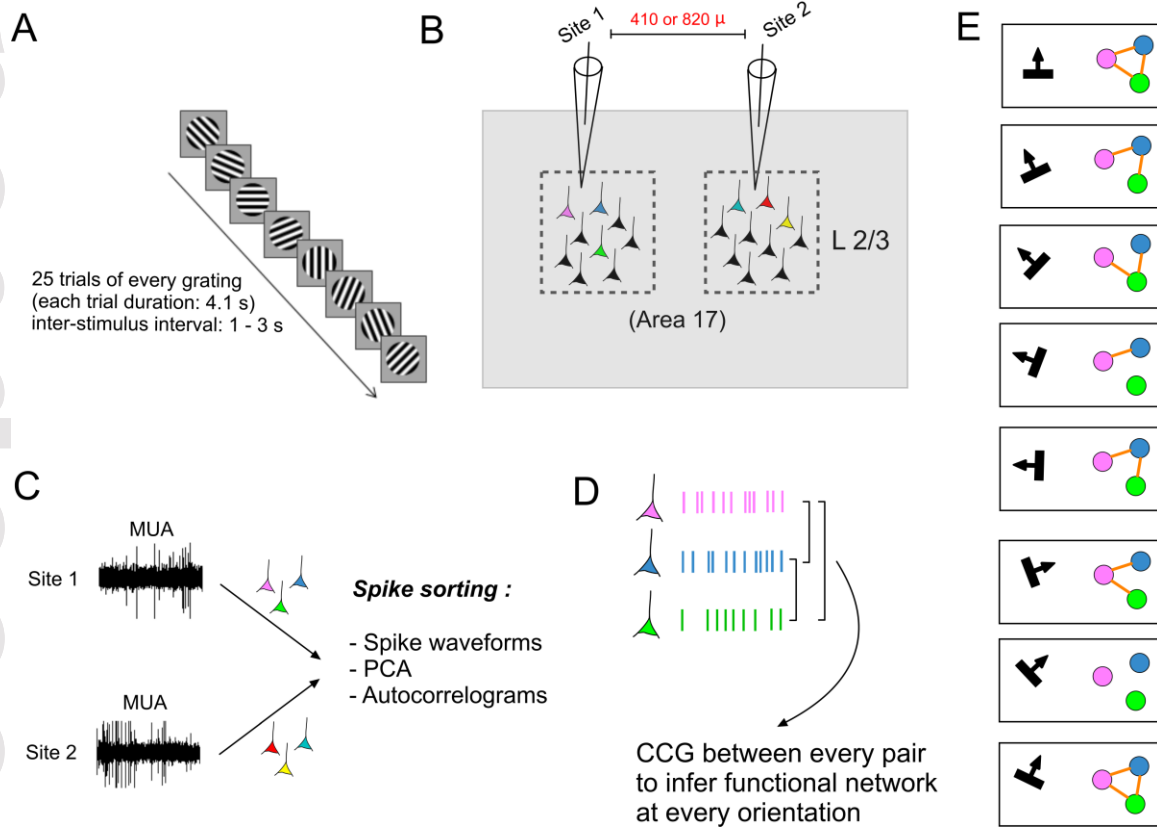 A
25 trials of every grating
(each trial duration: 4.1 s)
inter-stimulus interval: 1 - 3 s
B
Site 1
410 or 820 μ
Site 2
L 2/3
(Area 17)
C
MUA
Site 1
MUA
Site 2
Spike sorting :
- Spike waveforms
- PCA
- Autocorrelograms
D
CCG between every pair
to infer functional network
at every orientation
E